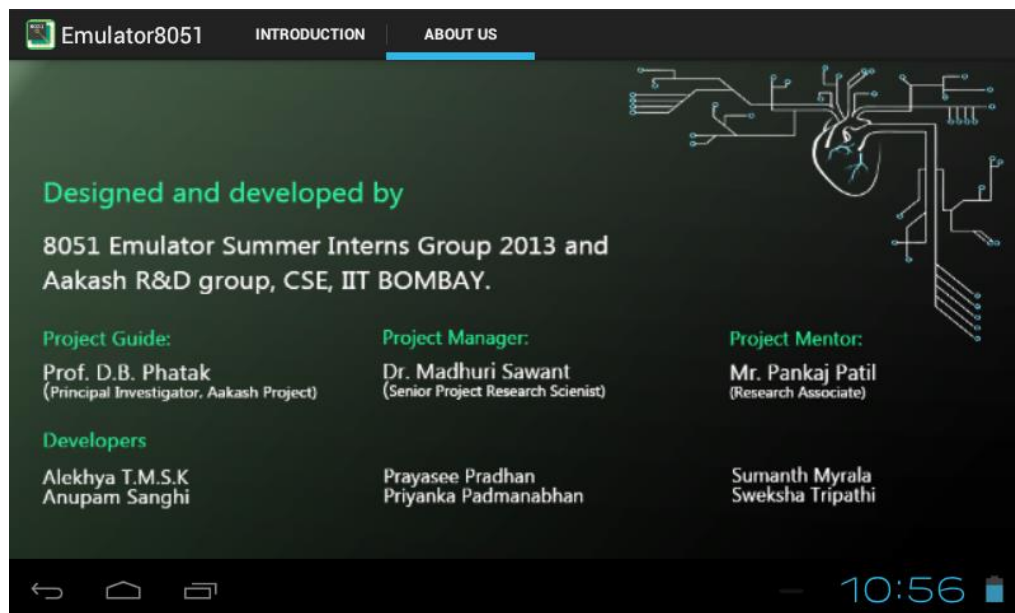 Emulator8051 INTRODUCTION ABOUT US
Designed and developed by
8051 Emulator Summer Interns Group 2013 and
Aakash R&D group, CSE, IIT BOMBAY.
Project Guide:
Prof. D.B. Phatak
(Principal Investigator, Aakash Project)
Project Manager:
Dr. Madhuri Sawant
(Senior Project Research Scienist)
Project Mentor:
Mr. Pankaj Patil
(Research Associate)
Developers
Alekhya T.M.S.K
Anupam Sanghi
Prayasee Pradhan
Priyanka Padmanabhan
Sumanth Myrala
Sweksha Tripathi
10:56